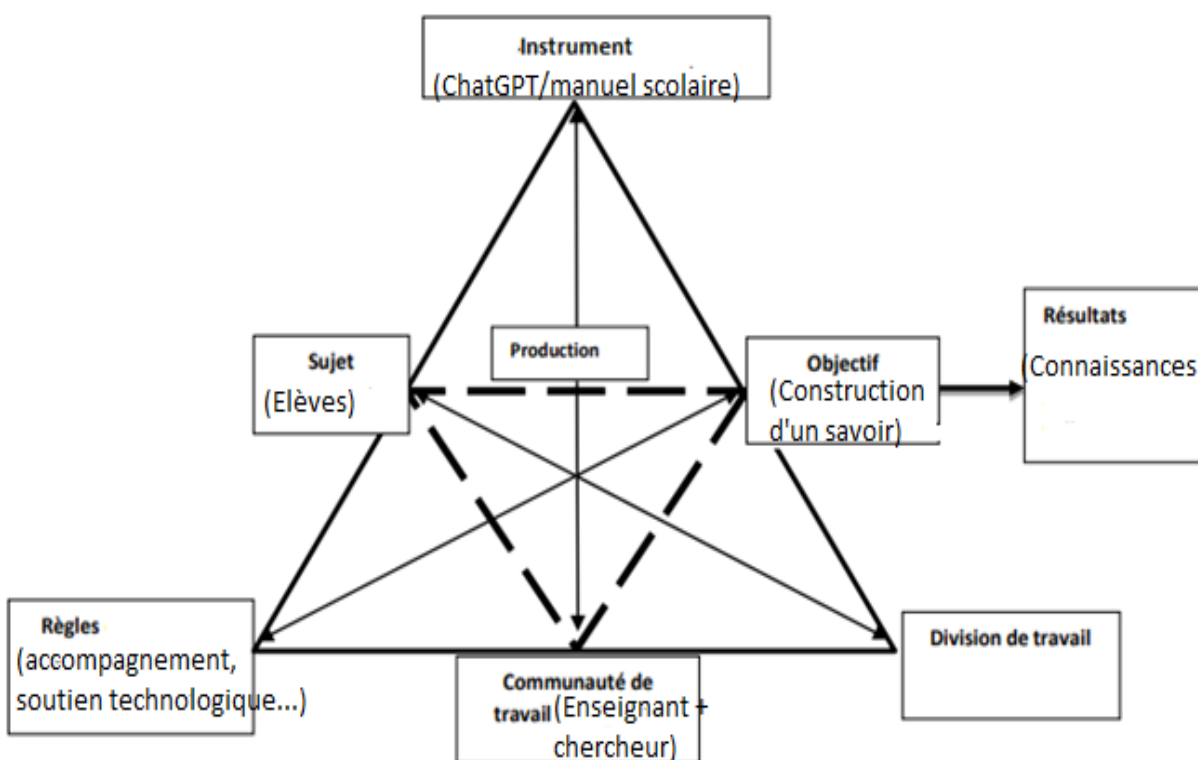 Instrument
(ChatGPT/manuel scolaire)
Sujet
(Elèves)
Production
Objectif
(Construction
d'un savoir)
Résultats
(Connaissances
Règles
(accompagnement,
soutien technologique...)
Communauté de
travail (Enseignant +
chercheur)
Division de travail